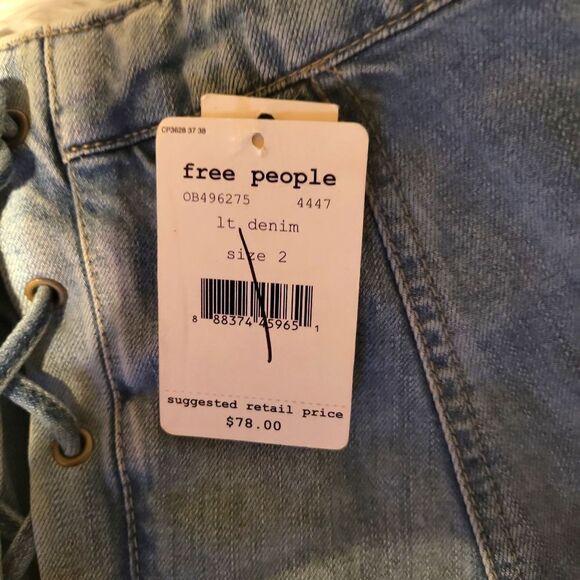 CP3628 37 38
free people
OB496275 4447
lt denim
size 2
8 88374 45965 1
suggested retail price
$78.00